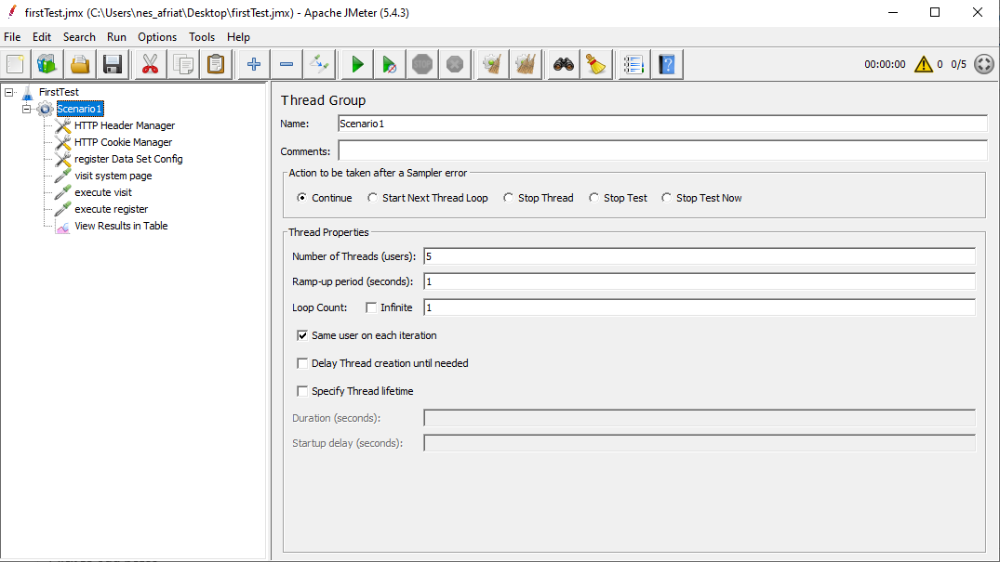 firstTest.jmx (C:\Users\nes_afriat\Desktop\firstTest.jmx) - Apache JMeter (5.4.3)
File Edit Search Run Options Tools Help
STOP 00:00:00 0 0/5
FirstTest
Scenario1
HTTP Header Manager
HTTP Cookie Manager
register Data Set Config
visit system page
execute visit
execute register
View Results in Table
Thread Group
Name: Scenario1
Comments:
Action to be taken after a Sampler error
Continue Start Next Thread Loop Stop Thread Stop Test Stop Test Now
Thread Properties
Number of Threads (users): 5
Ramp-up period (seconds): 1
Loop Count: Infinite 1
Same user on each iteration
Delay Thread creation until needed
Specify Thread lifetime
Duration (seconds):
Startup delay (seconds):